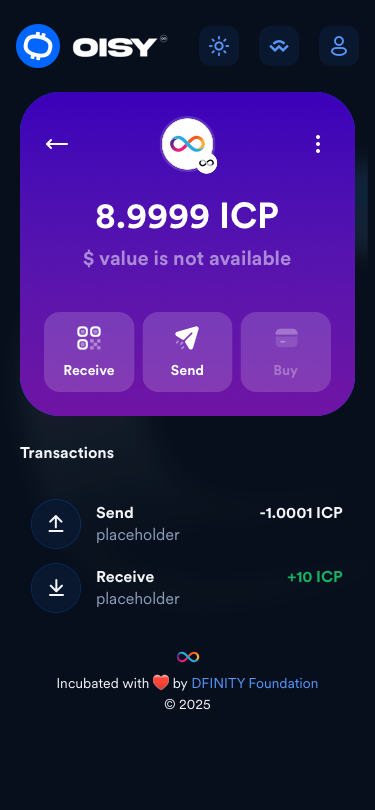 OISY
8.9999 ICP
$ value is not available
Receive
Send
Buy
Transactions
Send
-1.0001 ICP
placeholder
Receive
+10 ICP
placeholder
Incubated with ❤️ by DFINITY Foundation
© 2025